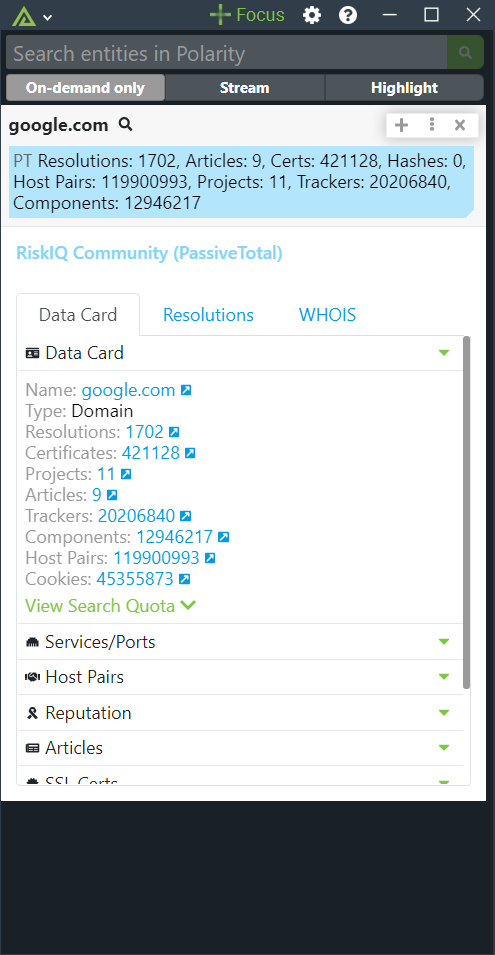 Focus
Search entities in Polarity
On-demand only Stream Highlight
google.com
PT Resolutions: 1702, Articles: 9, Certs: 421128, Hashes: 0,
Host Pairs: 119900993, Projects: 11, Trackers: 20206840,
Components: 12946217
RiskIQ Community (PassiveTotal)
Data Card Resolutions WHOIS
Data Card
Name: google.com
Type: Domain
Resolutions: 1702
Certificates: 421128
Projects: 11
Articles: 9
Trackers: 20206840
Components: 12946217
Host Pairs: 119900993
Cookies: 45355873
View Search Quota
Services/Ports
Host Pairs
Reputation
Articles
SSL Certs